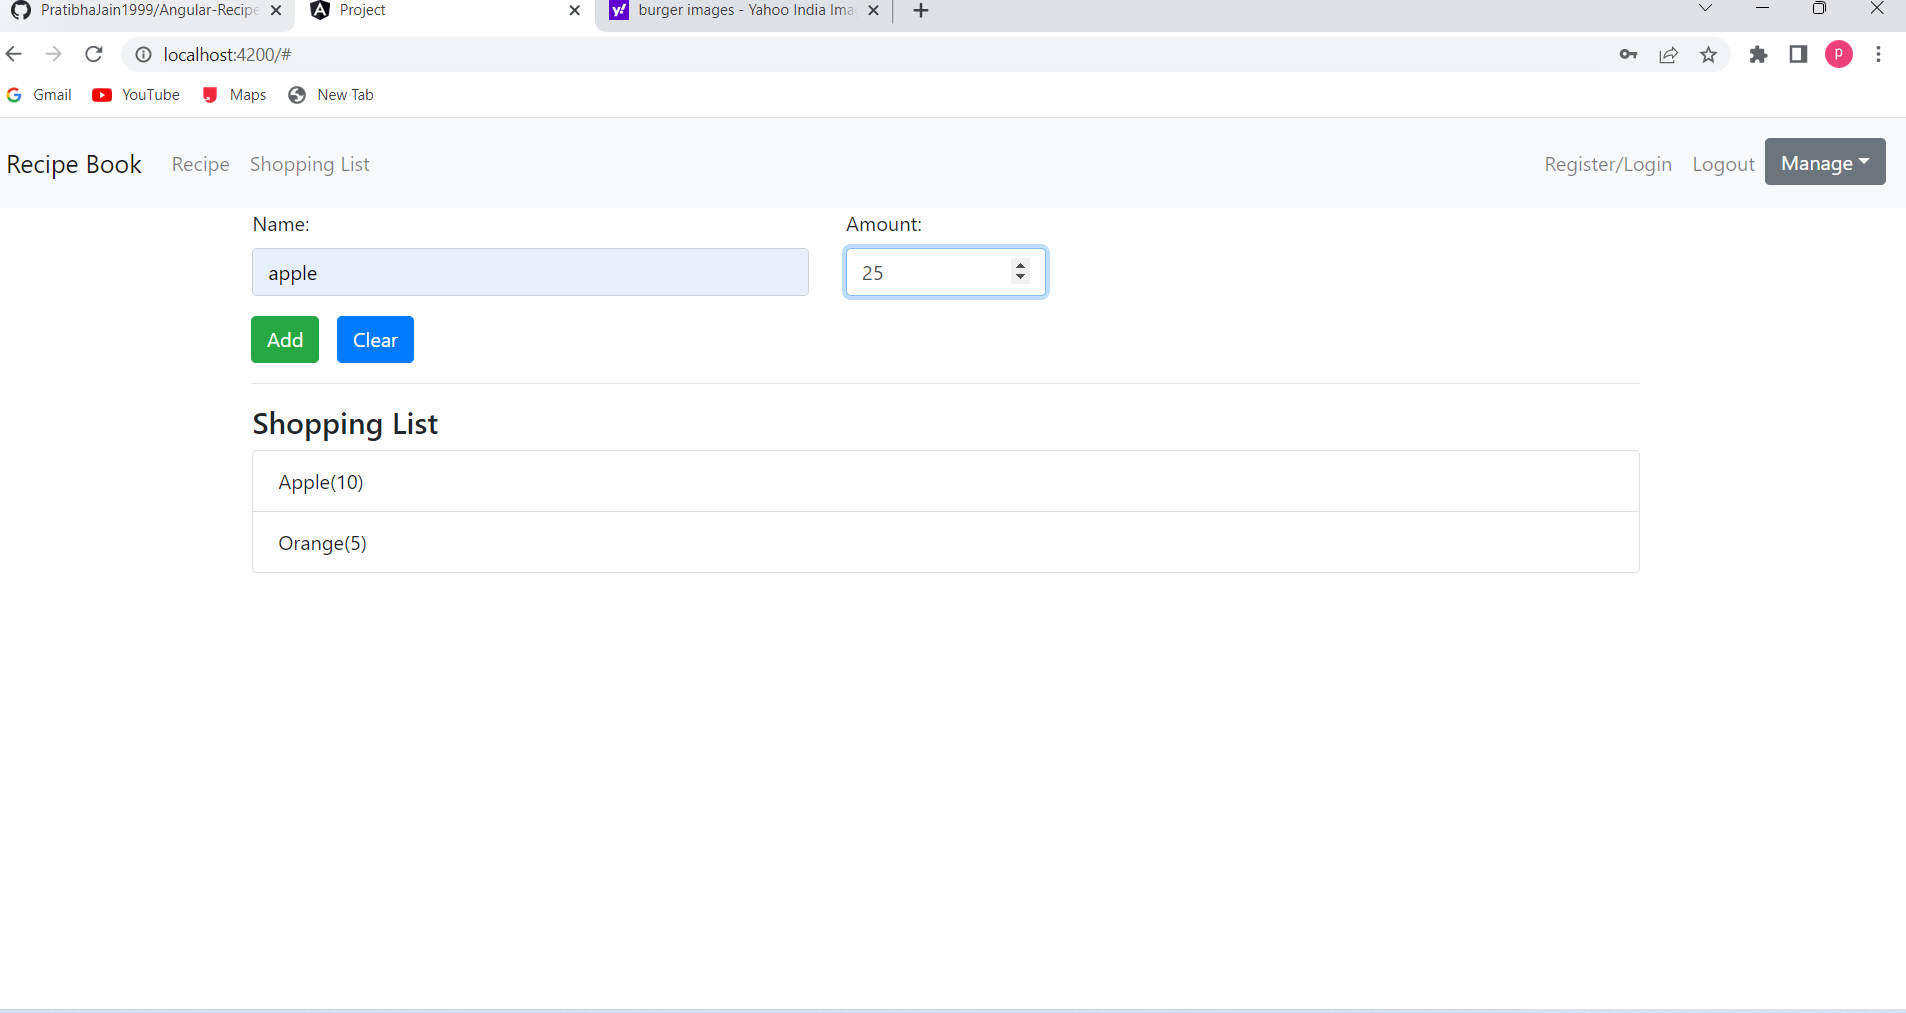 PratibhaJain1999/Angular-Recipe
Project
burger images - Yahoo India Ima
localhost:4200/#
P
Gmail YouTube Maps New Tab
Recipe Book Recipe Shopping List Register/Login Logout Manage
Name: Amount:
apple 25
Add Clear
Shopping List
Apple(10)
Orange(5)